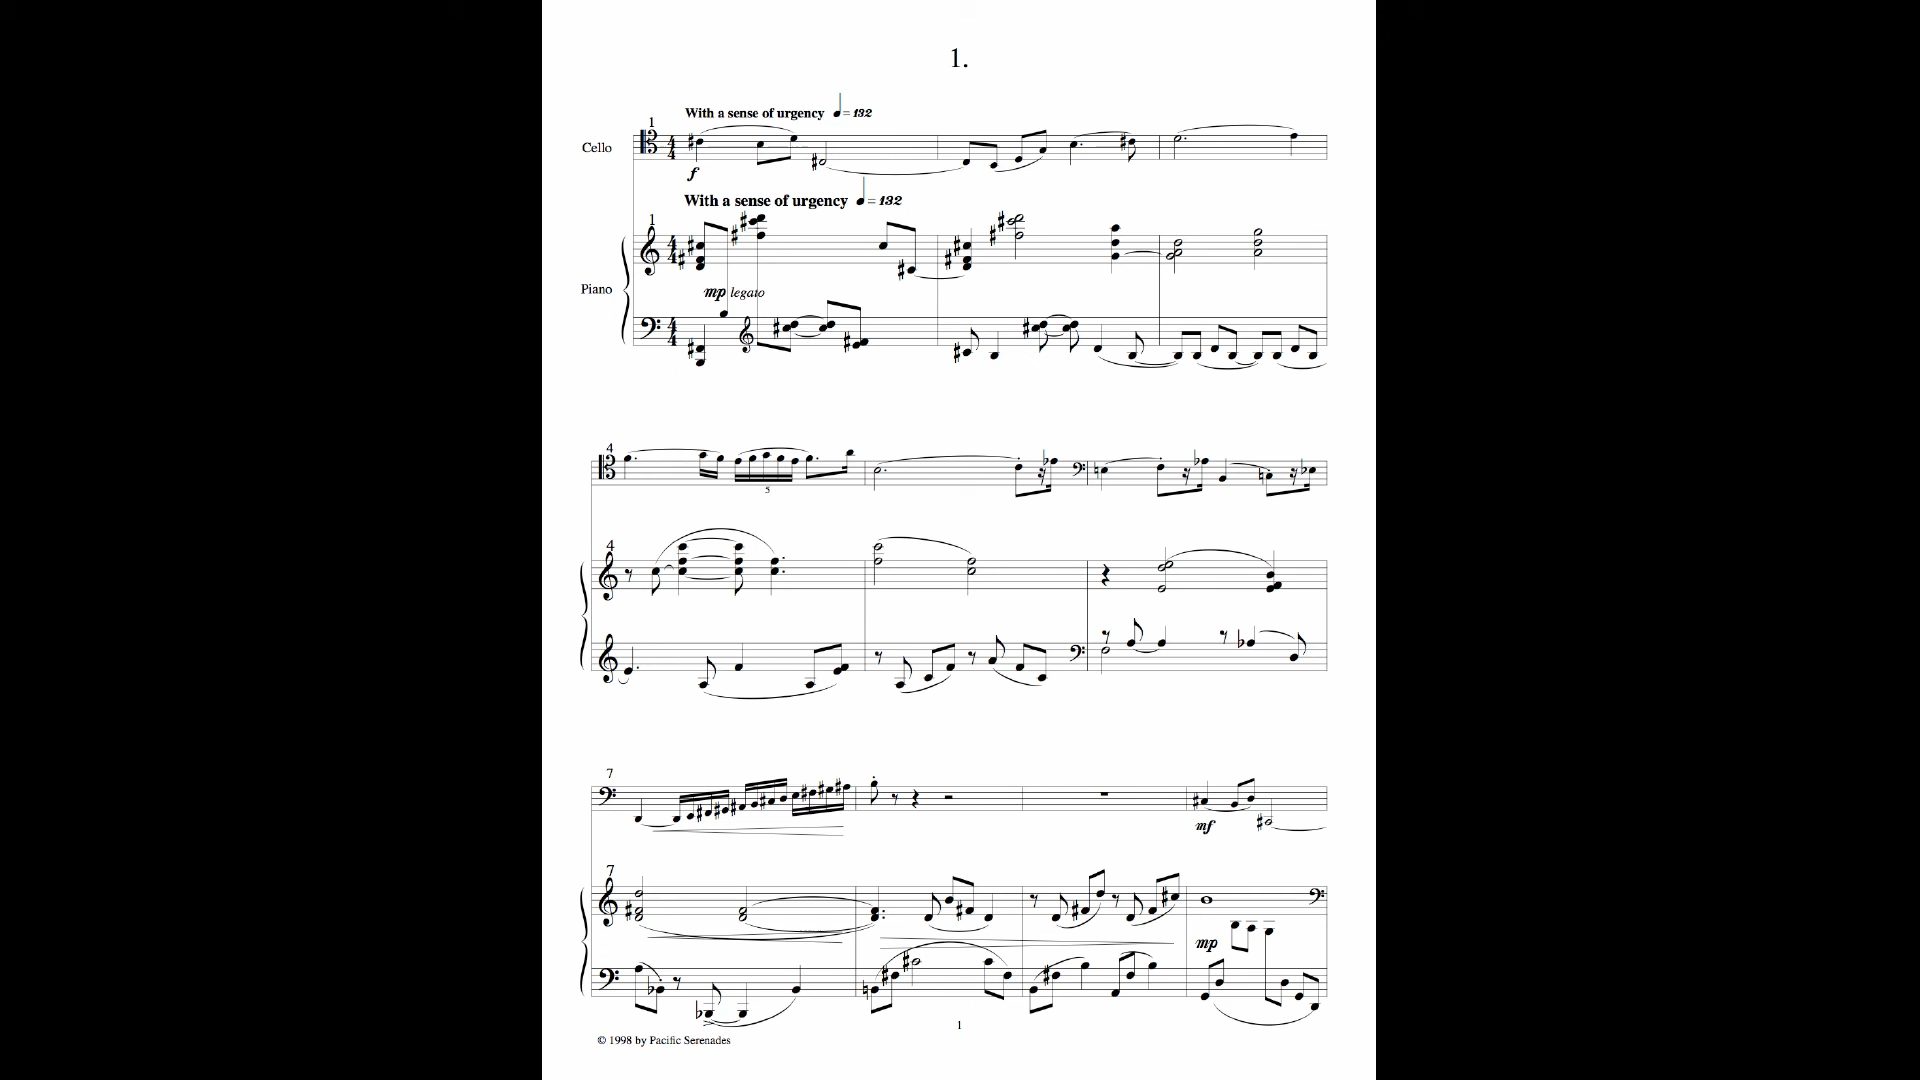 1.
With a sense of urgency ♩ = 132
1
Cello
f
With a sense of urgency ♩ = 132
1
Piano
mp legato
4
5
4
7
mf
7
mp
1
© 1998 by Pacific Serenades